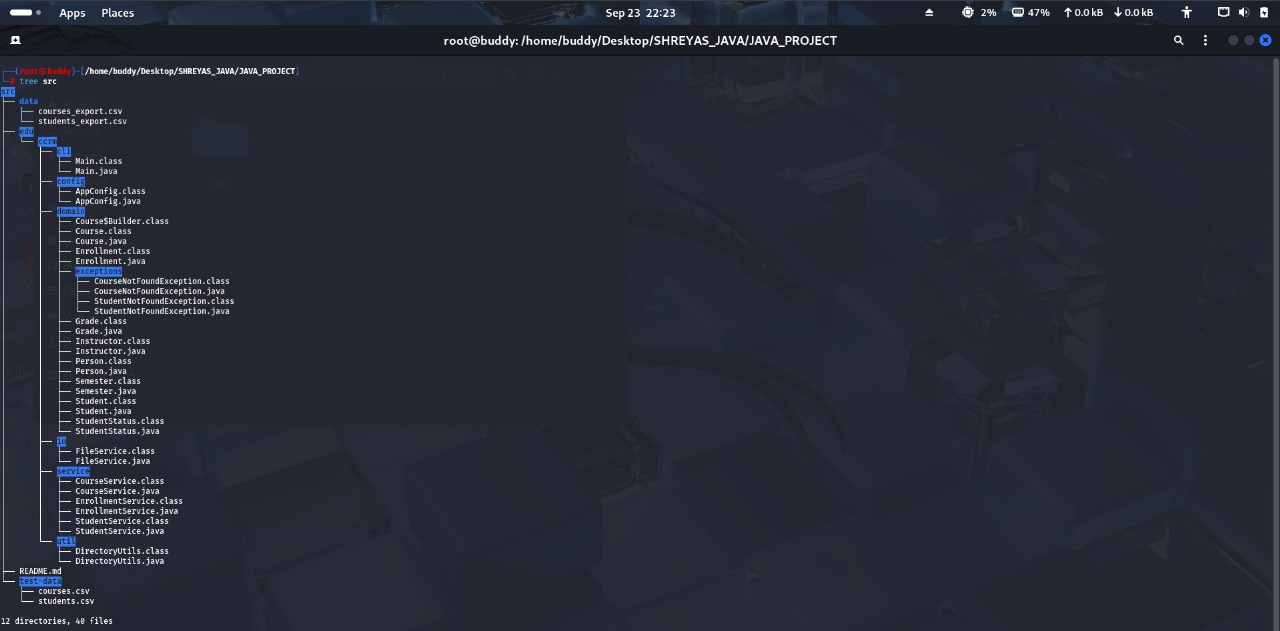 Apps Places Sep 23 22:23 2% 47% ↑0.0 kB ↓0.0 kB
root@buddy: /home/buddy/Desktop/SHREYAS_JAVA/JAVA_PROJECT
┌──(root㉿buddy)-[/home/buddy/Desktop/SHREYAS_JAVA/JAVA_PROJECT]
└─# tree src
src
├── data
│   ├── courses_export.csv
│   └── students_export.csv
├── edu
│   └── ccrm
│       ├── cli
│       │   ├── Main.class
│       │   └── Main.java
│       ├── config
│       │   ├── AppConfig.class
│       │   └── AppConfig.java
│       ├── domain
│       │   ├── Course$Builder.class
│       │   ├── Course.class
│       │   ├── Course.java
│       │   ├── Enrollment.class
│       │   ├── Enrollment.java
│       │   ├── exceptions
│       │   │   ├── CourseNotFoundException.class
│       │   │   ├── CourseNotFoundException.java
│       │   │   ├── StudentNotFoundException.class
│       │   │   └── StudentNotFoundException.java
│       │   ├── Grade.class
│       │   ├── Grade.java
│       │   ├── Instructor.class
│       │   ├── Instructor.java
│       │   ├── Person.class
│       │   ├── Person.java
│       │   ├── Semester.class
│       │   ├── Semester.java
│       │   ├── Student.class
│       │   ├── Student.java
│       │   ├── StudentStatus.class
│       │   └── StudentStatus.java
│       ├── io
│       │   ├── FileService.class
│       │   └── FileService.java
│       ├── service
│       │   ├── CourseService.class
│       │   ├── CourseService.java
│       │   ├── EnrollmentService.class
│       │   ├── EnrollmentService.java
│       │   ├── StudentService.class
│       │   └── StudentService.java
│       └── util
│           ├── DirectoryUtils.class
│           └── DirectoryUtils.java
├── README.md
└── test-data
    ├── courses.csv
    └── students.csv
12 directories, 40 files